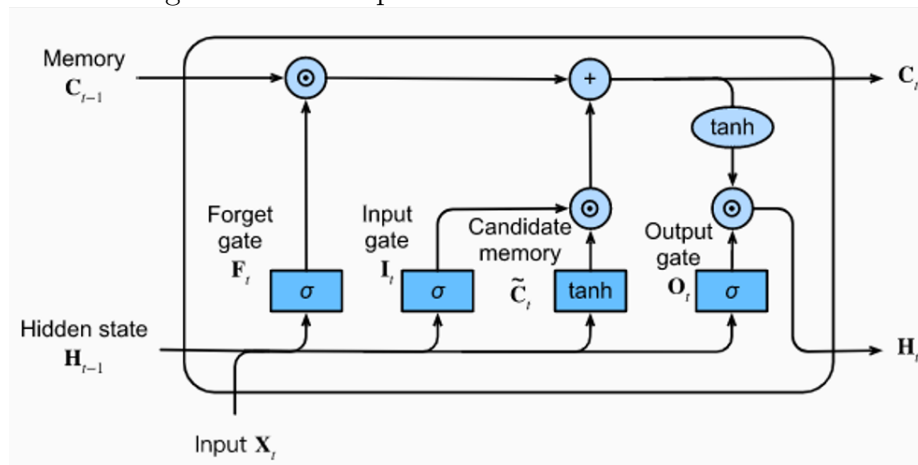 Memory
C_{t-1}
⊙
+
C_t
tanh
⊙
⊙
Forget
gate
F_t
Input
gate
I_t
Candidate
memory
C̃_t
Output
gate
O_t
σ
σ
tanh
σ
Hidden state
H_{t-1}
H_t
Input X_t